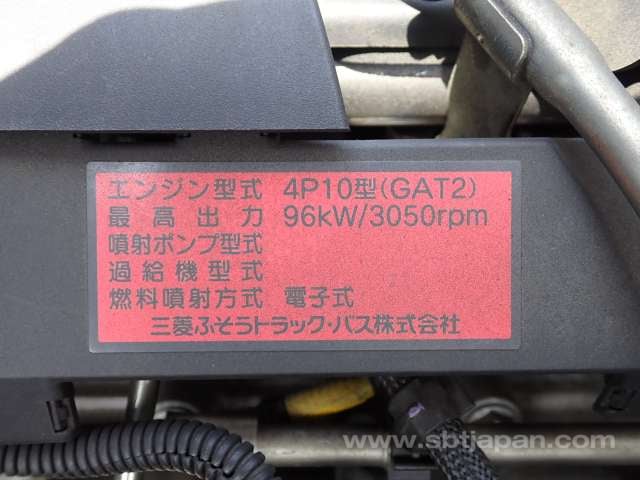 エンジン型式 4P10型(GAT2)
最高出力 96kW/3050rpm
噴射ポンプ型式
過給機型式
燃料噴射方式 電子式
三菱ふそうトラック・バス株式会社
www.sbtjapan.com